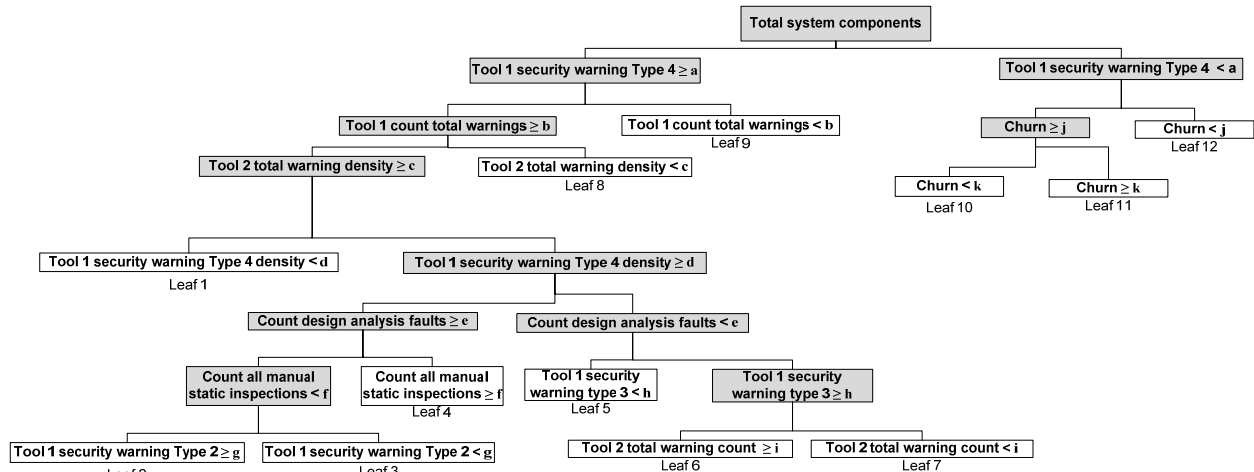 Total system components
Tool 1 security warning Type 4 ≥ a
Tool 1 security warning Type 4 < a
Tool 1 count total warnings ≥ b
Tool 1 count total warnings < b
Leaf 9
Churn ≥ j
Churn < j
Leaf 12
Tool 2 total warning density ≥ c
Tool 2 total warning density < c
Leaf 8
Churn < k
Leaf 10
Churn ≥ k
Leaf 11
Tool 1 security warning Type 4 density < d
Leaf 1
Tool 1 security warning Type 4 density ≥ d
Count design analysis faults ≥ e
Count design analysis faults < e
Count all manual
static inspections < f
Count all manual
static inspections ≥ f
Leaf 4
Tool 1 security
warning type 3 < h
Leaf 5
Tool 1 security
warning type 3 ≥ h
Tool 1 security warning Type 2 ≥ g
Leaf 2
Tool 1 security warning Type 2 < g
Leaf 3
Tool 2 total warning count ≥ i
Leaf 6
Tool 2 total warning count < i
Leaf 7